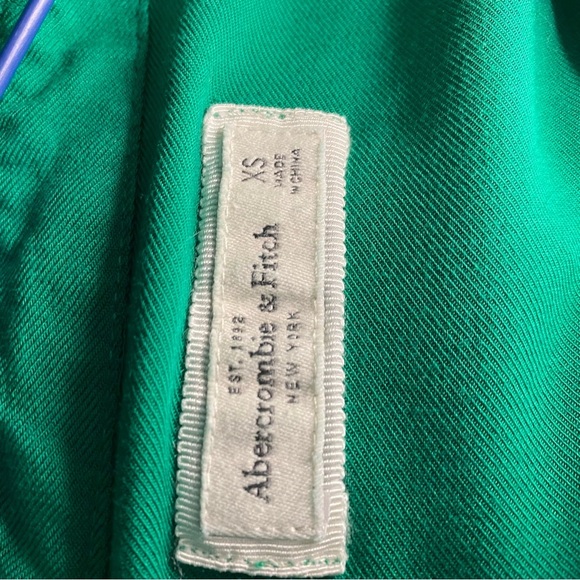 EST. 1892
Abercrombie & Fitch
NEW YORK
XS
MADE
IN CHINA